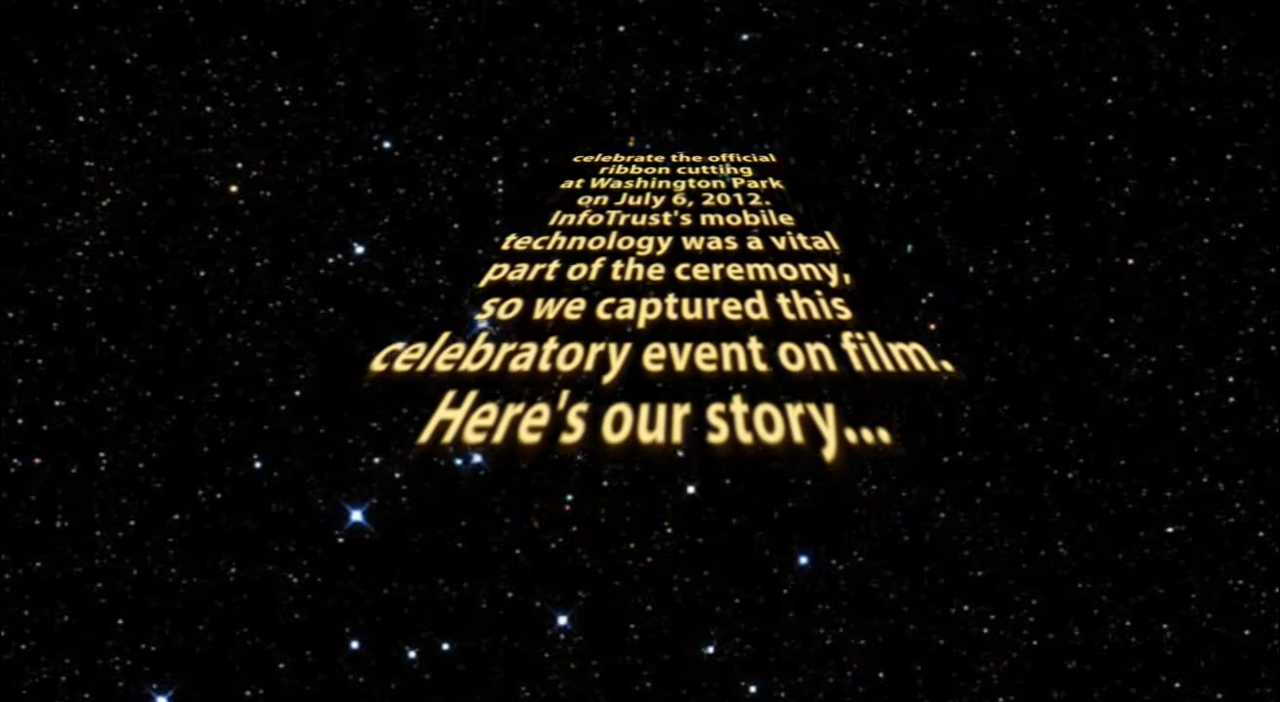 celebrate the official
ribbon cutting
at Washington Park
on July 6, 2012.
InfoTrust's mobile
technology was a vital
part of the ceremony,
so we captured this
celebratory event on film.
Here's our story...